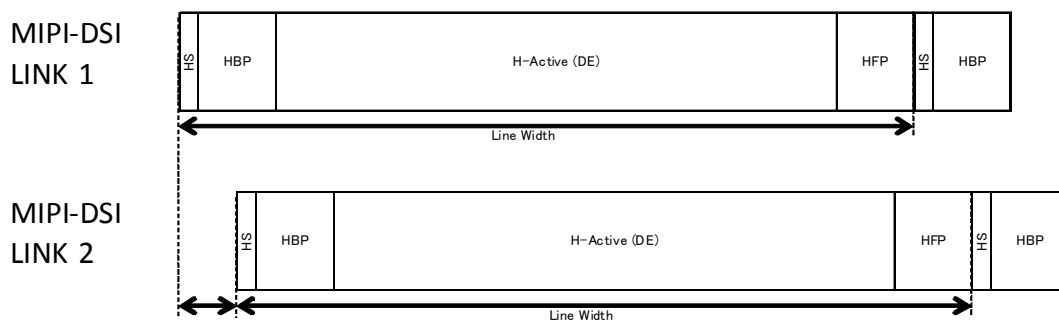 MIPI-DSI
LINK 1
HS HBP H-Active (DE) HFP HS HBP
Line Width
MIPI-DSI
LINK 2
HS HBP H-Active (DE) HFP HS HBP
Line Width